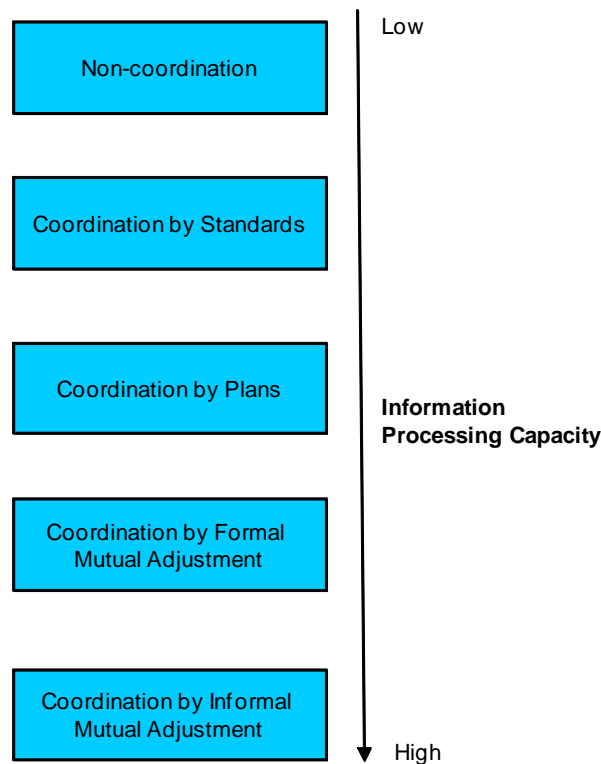 Low
Non-coordination
Coordination by Standards
Coordination by Plans
Information
Processing Capacity
Coordination by Formal
Mutual Adjustment
Coordination by Informal
Mutual Adjustment
High